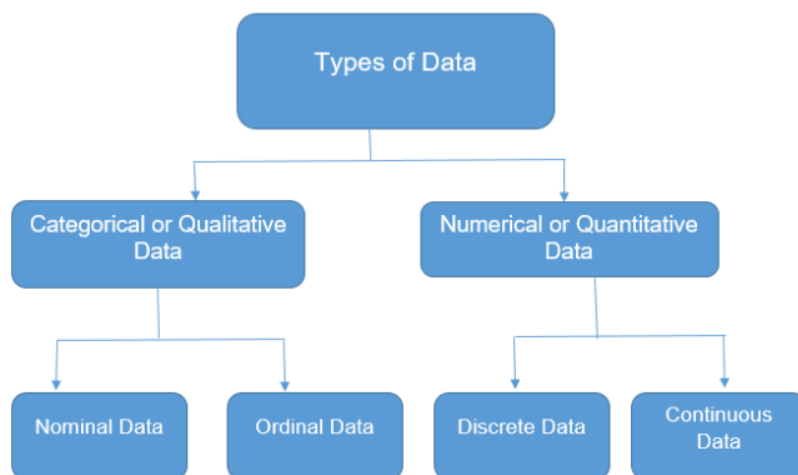 Types of Data
Categorical or Qualitative
Data
Numerical or Quantitative
Data
Nominal Data
Ordinal Data
Discrete Data
Continuous
Data